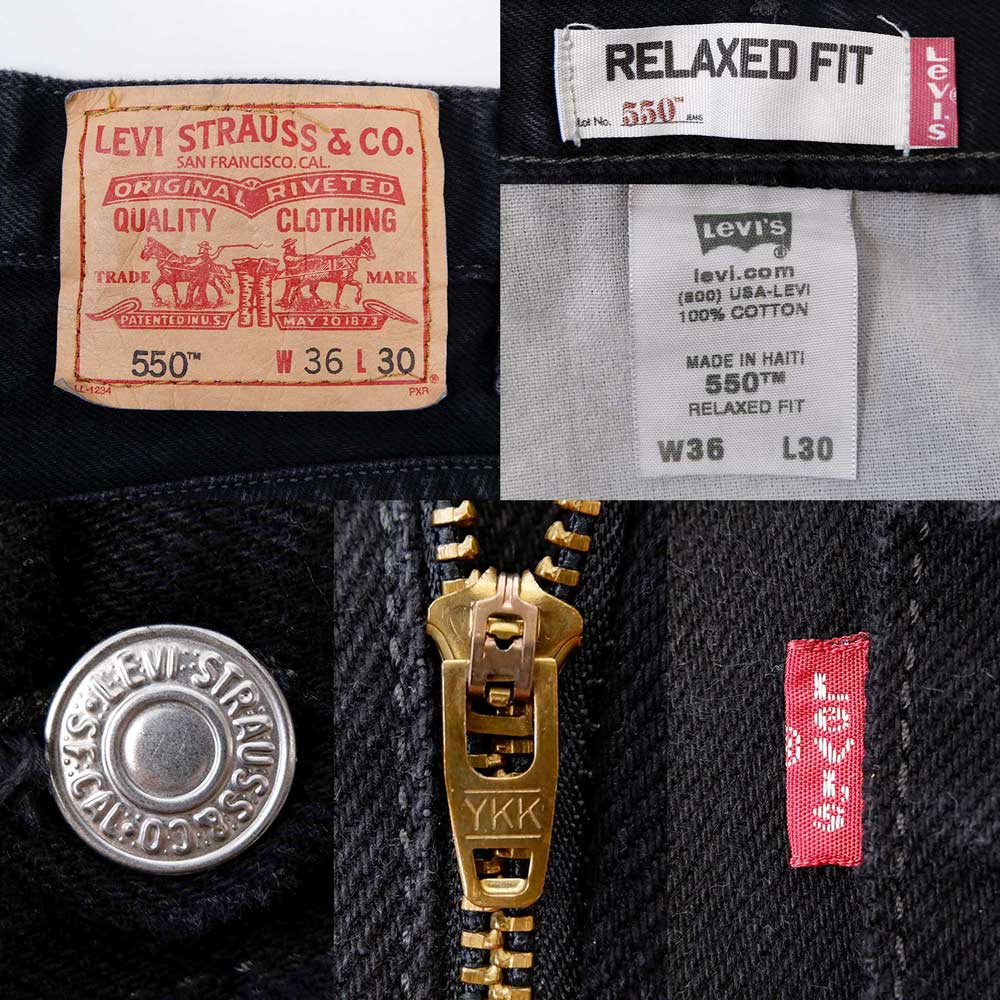 LEVI STRAUSS & CO.
SAN FRANCISCO. CAL.
ORIGINAL RIVETED
QUALITY CLOTHING
TRADE MARK
PATENTED IN U.S. MAY 20 1873
550™ W 36 L 30
LL-1234 PXR ®
RELAXED FIT
Lot No. 550™ JEANS
LEVI'S ®
Levi's
®
levi.com
(800) USA-LEVI
100% COTTON
MADE IN HAITI
550™
RELAXED FIT
W36 L30
LEVI STRAUSS & CO. S.F. CAL.
YKK
LEVI'S
®